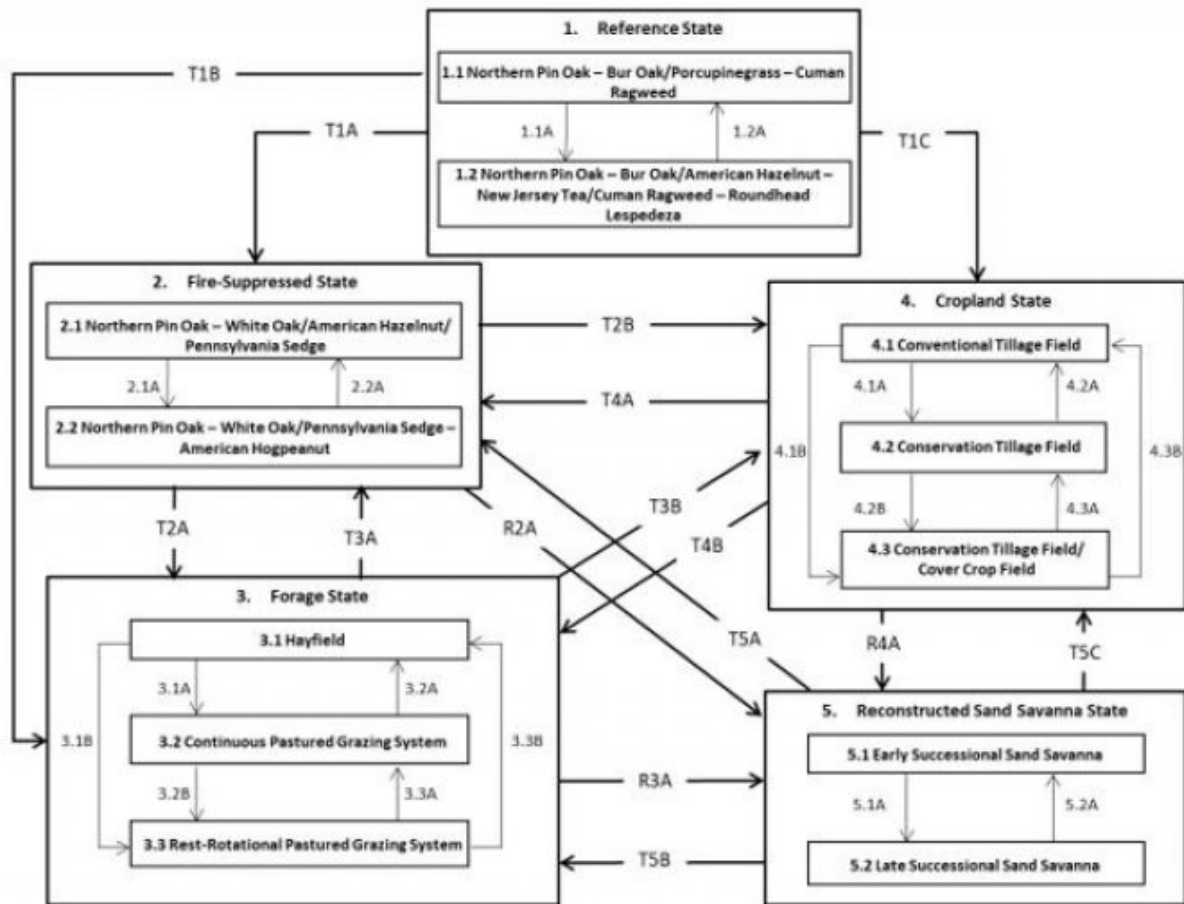 1. Reference State
1.1 Northern Pin Oak – Bur Oak/Porcupinegrass – Cuman
Ragweed
1.1A
1.2A
1.2 Northern Pin Oak – Bur Oak/American Hazelnut –
New Jersey Tea/Cuman Ragweed – Roundhead
Lespedeza
T1B
T1A
T1C
2. Fire-Suppressed State
2.1 Northern Pin Oak – White Oak/American Hazelnut/
Pennsylvania Sedge
2.1A
2.2A
2.2 Northern Pin Oak – White Oak/Pennsylvania Sedge –
American Hogpeanut
T2B
T4A
4. Cropland State
4.1 Conventional Tillage Field
4.1A
4.2A
4.2 Conservation Tillage Field
4.1B
4.3B
4.2B
4.3A
4.3 Conservation Tillage Field/
Cover Crop Field
T2A
T3A
R2A
T3B
T4B
T5A
R4A
T5C
3. Forage State
3.1 Hayfield
3.1A
3.2A
3.2 Continuous Pastured Grazing System
3.1B
3.3B
3.2B
3.3A
3.3 Rest-Rotational Pastured Grazing System
R3A
T5B
5. Reconstructed Sand Savanna State
5.1 Early Successional Sand Savanna
5.1A
5.2A
5.2 Late Successional Sand Savanna